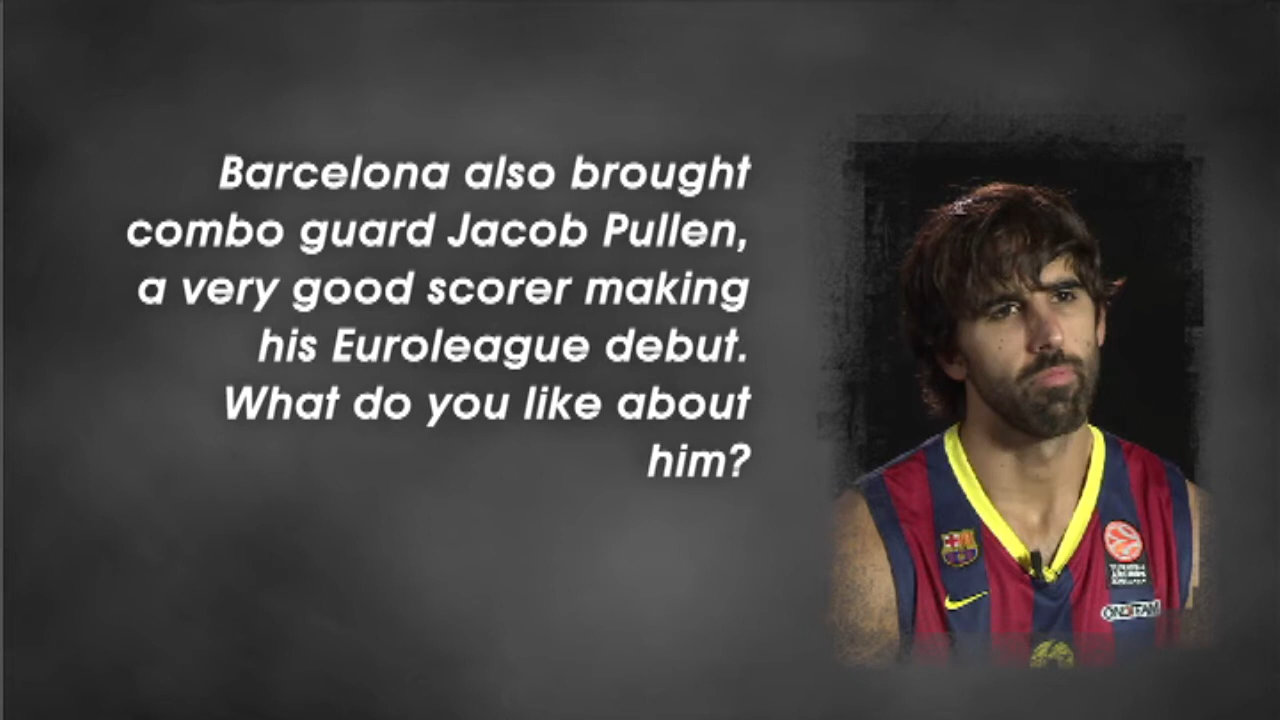 Barcelona also brought
combo guard Jacob Pullen,
a very good scorer making
his Euroleague debut.
What do you like about
him?